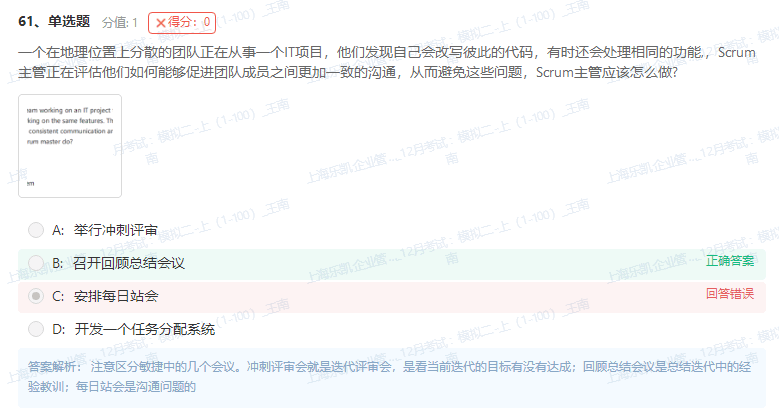 61、单选题 分值: 1 ✕得分: 0
一个在地理位置上分散的团队正在从事一个IT项目，他们发现自己会改写彼此的代码，有时还会处理相同的功能,，Scrum
主管正在评估他们如何能够促进团队成员之间更加一致的沟通，从而避免这些问题，Scrum主管应该怎么做?
am working on an IT project
king on the same features. Th
consistent communication ar
rum master do?
en
A: 举行冲刺评审
B: 召开回顾总结会议 正确答案
C: 安排每日站会 回答错误
D: 开发一个任务分配系统
答案解析: 注意区分敏捷中的几个会议。冲刺评审会就是迭代评审会，是看当前迭代的目标有没有达成；回顾总结会议是总结迭代中的经
验教训；每日站会是沟通问题的
上海乐凯企业管...12月考试：模拟二-上（1-100）_王南